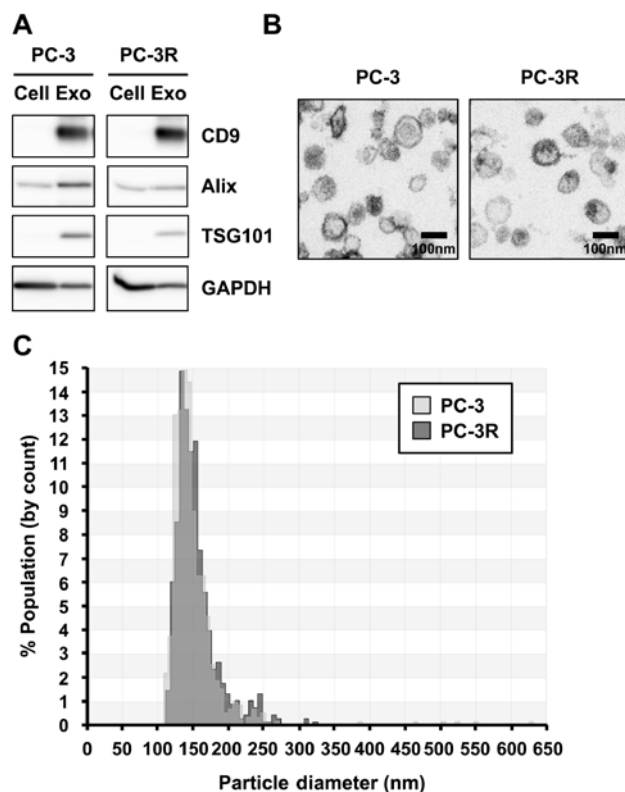 A
PC-3 PC-3R
Cell Exo Cell Exo
CD9
Alix
TSG101
GAPDH
B
PC-3 PC-3R
100nm 100nm
C
15
14
13
12
11
10
9
8
7
6
5
4
3
2
1
0
% Population (by count)
PC-3
PC-3R
0 50 100 150 200 250 300 350 400 450 500 550 600 650
Particle diameter (nm)